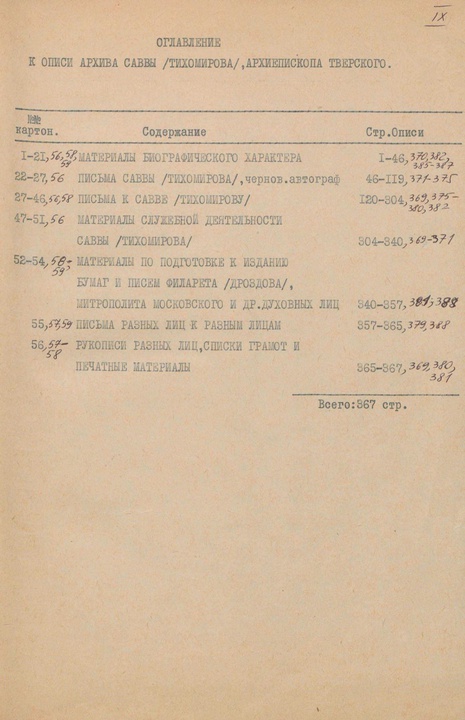 IX
ОГЛАВЛЕНИЕ
К ОПИСИ АРХИВА САВВЫ /ТИХОМИРОВА/,АРХИЕПИСКОПА ТВЕРСКОГО.
№№
картон. Содержание Стр.Описи
I-2I,56,58, МАТЕРИАЛЫ БИОГРАФИЧЕСКОГО ХАРАКТЕРА I-46,370,382,
59 385-387
22-27,56 ПИСЬМА САВВЫ /ТИХОМИРОВА/,чернов.автограф 46-II9,371-375
27-46,56,58 ПИСЬМА К САВВЕ /ТИХОМИРОВУ/ I20-304,369,375-
380,382
47-5I,56 МАТЕРИАЛЫ СЛУЖЕБНОЙ ДЕЯТЕЛЬНОСТИ
САВВЫ /ТИХОМИРОВА/ 304-340,369-371
52-54,58- МАТЕРИАЛЫ ПО ПОДГОТОВКЕ К ИЗДАНИЮ
59
БУМАГ И ПИСЕМ ФИЛАРЕТА /ДРОЗДОВА/,
МИТРОПОЛИТА МОСКОВСКОГО И ДР.ДУХОВНЫХ ЛИЦ 340-357,
55,57,59 ПИСЬМА РАЗНЫХ ЛИЦ К РАЗНЫМ ЛИЦАМ 357-365,379,388
56,57- РУКОПИСИ РАЗНЫХ ЛИЦ,СПИСКИ ГРАМОТ И
58
ПЕЧАТНЫЕ МАТЕРИАЛЫ 365-367,369,380,
381
Всего:367 стр.